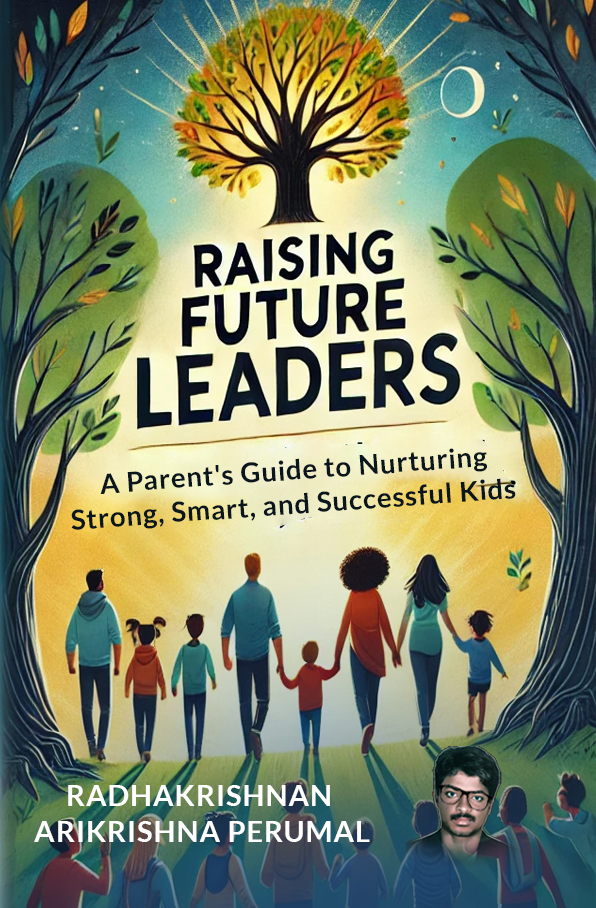 RAISING
FUTURE
LEADERS
A Parent's Guide to Nurturing
Strong, Smart, and Successful Kids
RADHAKRISHNAN
ARIKRISHNA PERUMAL